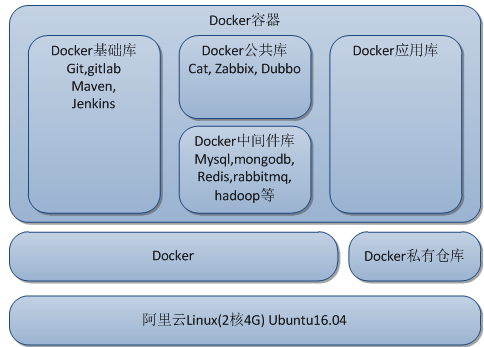 Docker容器
Docker基础库
Git,gitlab
Maven,
Jenkins
Docker公共库
Cat, Zabbix, Dubbo
Docker中间件库
Mysql,mongodb,
Redis,rabbitmq,
hadoop等
Docker应用库
Docker
Docker私有仓库
阿里云Linux(2核4G) Ubuntu16.04